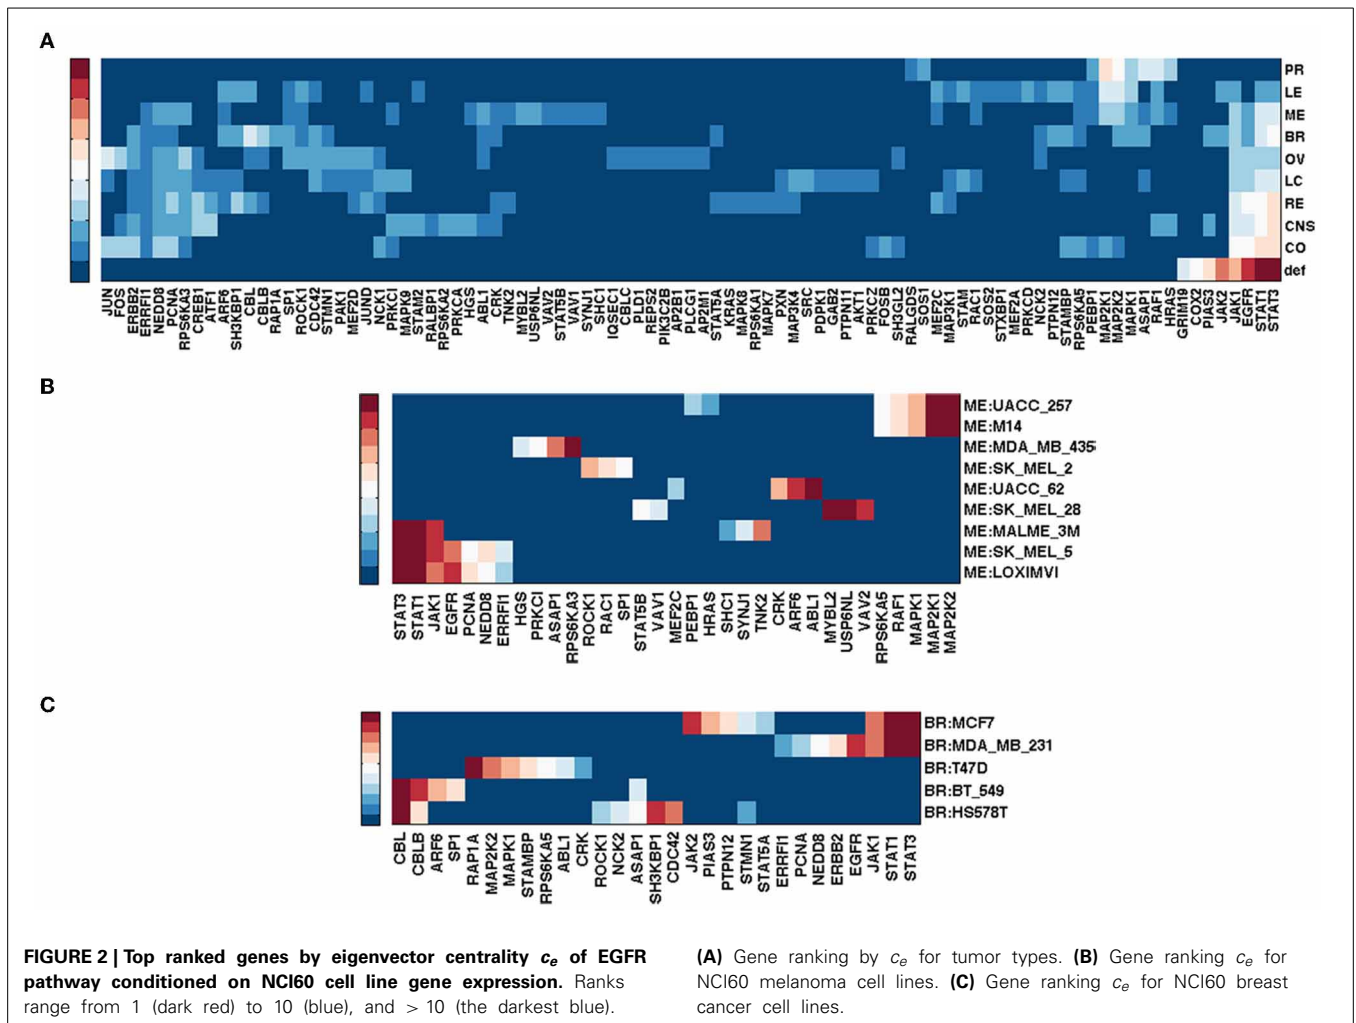 A
PR
LE
ME
BR
OV
LC
RE
CNS
CO
def
JUN
FOS
ERBB2
ERRFI1
NEDD8
PCNA
RPS6KA3
CREB1
ATF1
ARF6
SH3KBP1
CBL
CBLB
RAP1A
SP1
ROCK1
CDC42
STMN1
PAK1
MEF2D
JUND
NCK1
PRKCI
MAPK9
STAM2
RALBP1
RPS6KA2
PRKCA
HGS
ABL1
CRK
TNK2
MYBL2
USP6NL
VAV2
STAT5B
VAV1
SYNJ1
SHC1
IQSEC1
CBLC
PLD1
REPS2
PIK3C2B
AP2B1
PLCG1
AP2M1
STAT5A
KRAS
MAPK8
RPS6KA1
MAPK7
PXN
MAP3K4
SRC
PDPK1
GAB2
PTPN11
AKT1
PRKCZ
FOSB
SH3GL2
RALGDS
SOS1
MEF2C
MAP3K1
STAM
RAC1
SOS2
STXBP1
MEF2A
PRKCD
NCK2
PTPN12
STAMBP
RPS6KA5
PEBP1
MAP2K1
MAP2K2
MAPK1
ASAP1
RAF1
HRAS
GRIM19
COX2
PIAS3
JAK2
JAK1
EGFR
STAT1
STAT3
B
ME:UACC_257
ME:M14
ME:MDA_MB_435
ME:SK_MEL_2
ME:UACC_62
ME:SK_MEL_28
ME:MALME_3M
ME:SK_MEL_5
ME:LOXIMVI
STAT3
STAT1
JAK1
EGFR
PCNA
NEDD8
ERRFI1
HGS
PRKCI
ASAP1
RPS6KA3
ROCK1
RAC1
SP1
STAT5B
VAV1
MEF2C
PEBP1
HRAS
SHC1
SYNJ1
TNK2
CRK
ARF6
ABL1
MYBL2
USP6NL
VAV2
RPS6KA5
RAF1
MAPK1
MAP2K1
MAP2K2
C
BR:MCF7
BR:MDA_MB_231
BR:T47D
BR:BT_549
BR:HS578T
CBL
CBLB
ARF6
SP1
RAP1A
MAP2K2
MAPK1
STAMBP
RPS6KA5
ABL1
CRK
ROCK1
NCK2
ASAP1
SH3KBP1
CDC42
JAK2
PIAS3
PTPN12
STMN1
STAT5A
ERRFI1
PCNA
NEDD8
ERBB2
EGFR
JAK1
STAT1
STAT3
FIGURE 2 | Top ranked genes by eigenvector centrality ce of EGFR
pathway conditioned on NCI60 cell line gene expression. Ranks
range from 1 (dark red) to 10 (blue), and > 10 (the darkest blue).
(A) Gene ranking by ce for tumor types. (B) Gene ranking ce for
NCI60 melanoma cell lines. (C) Gene ranking ce for NCI60 breast
cancer cell lines.